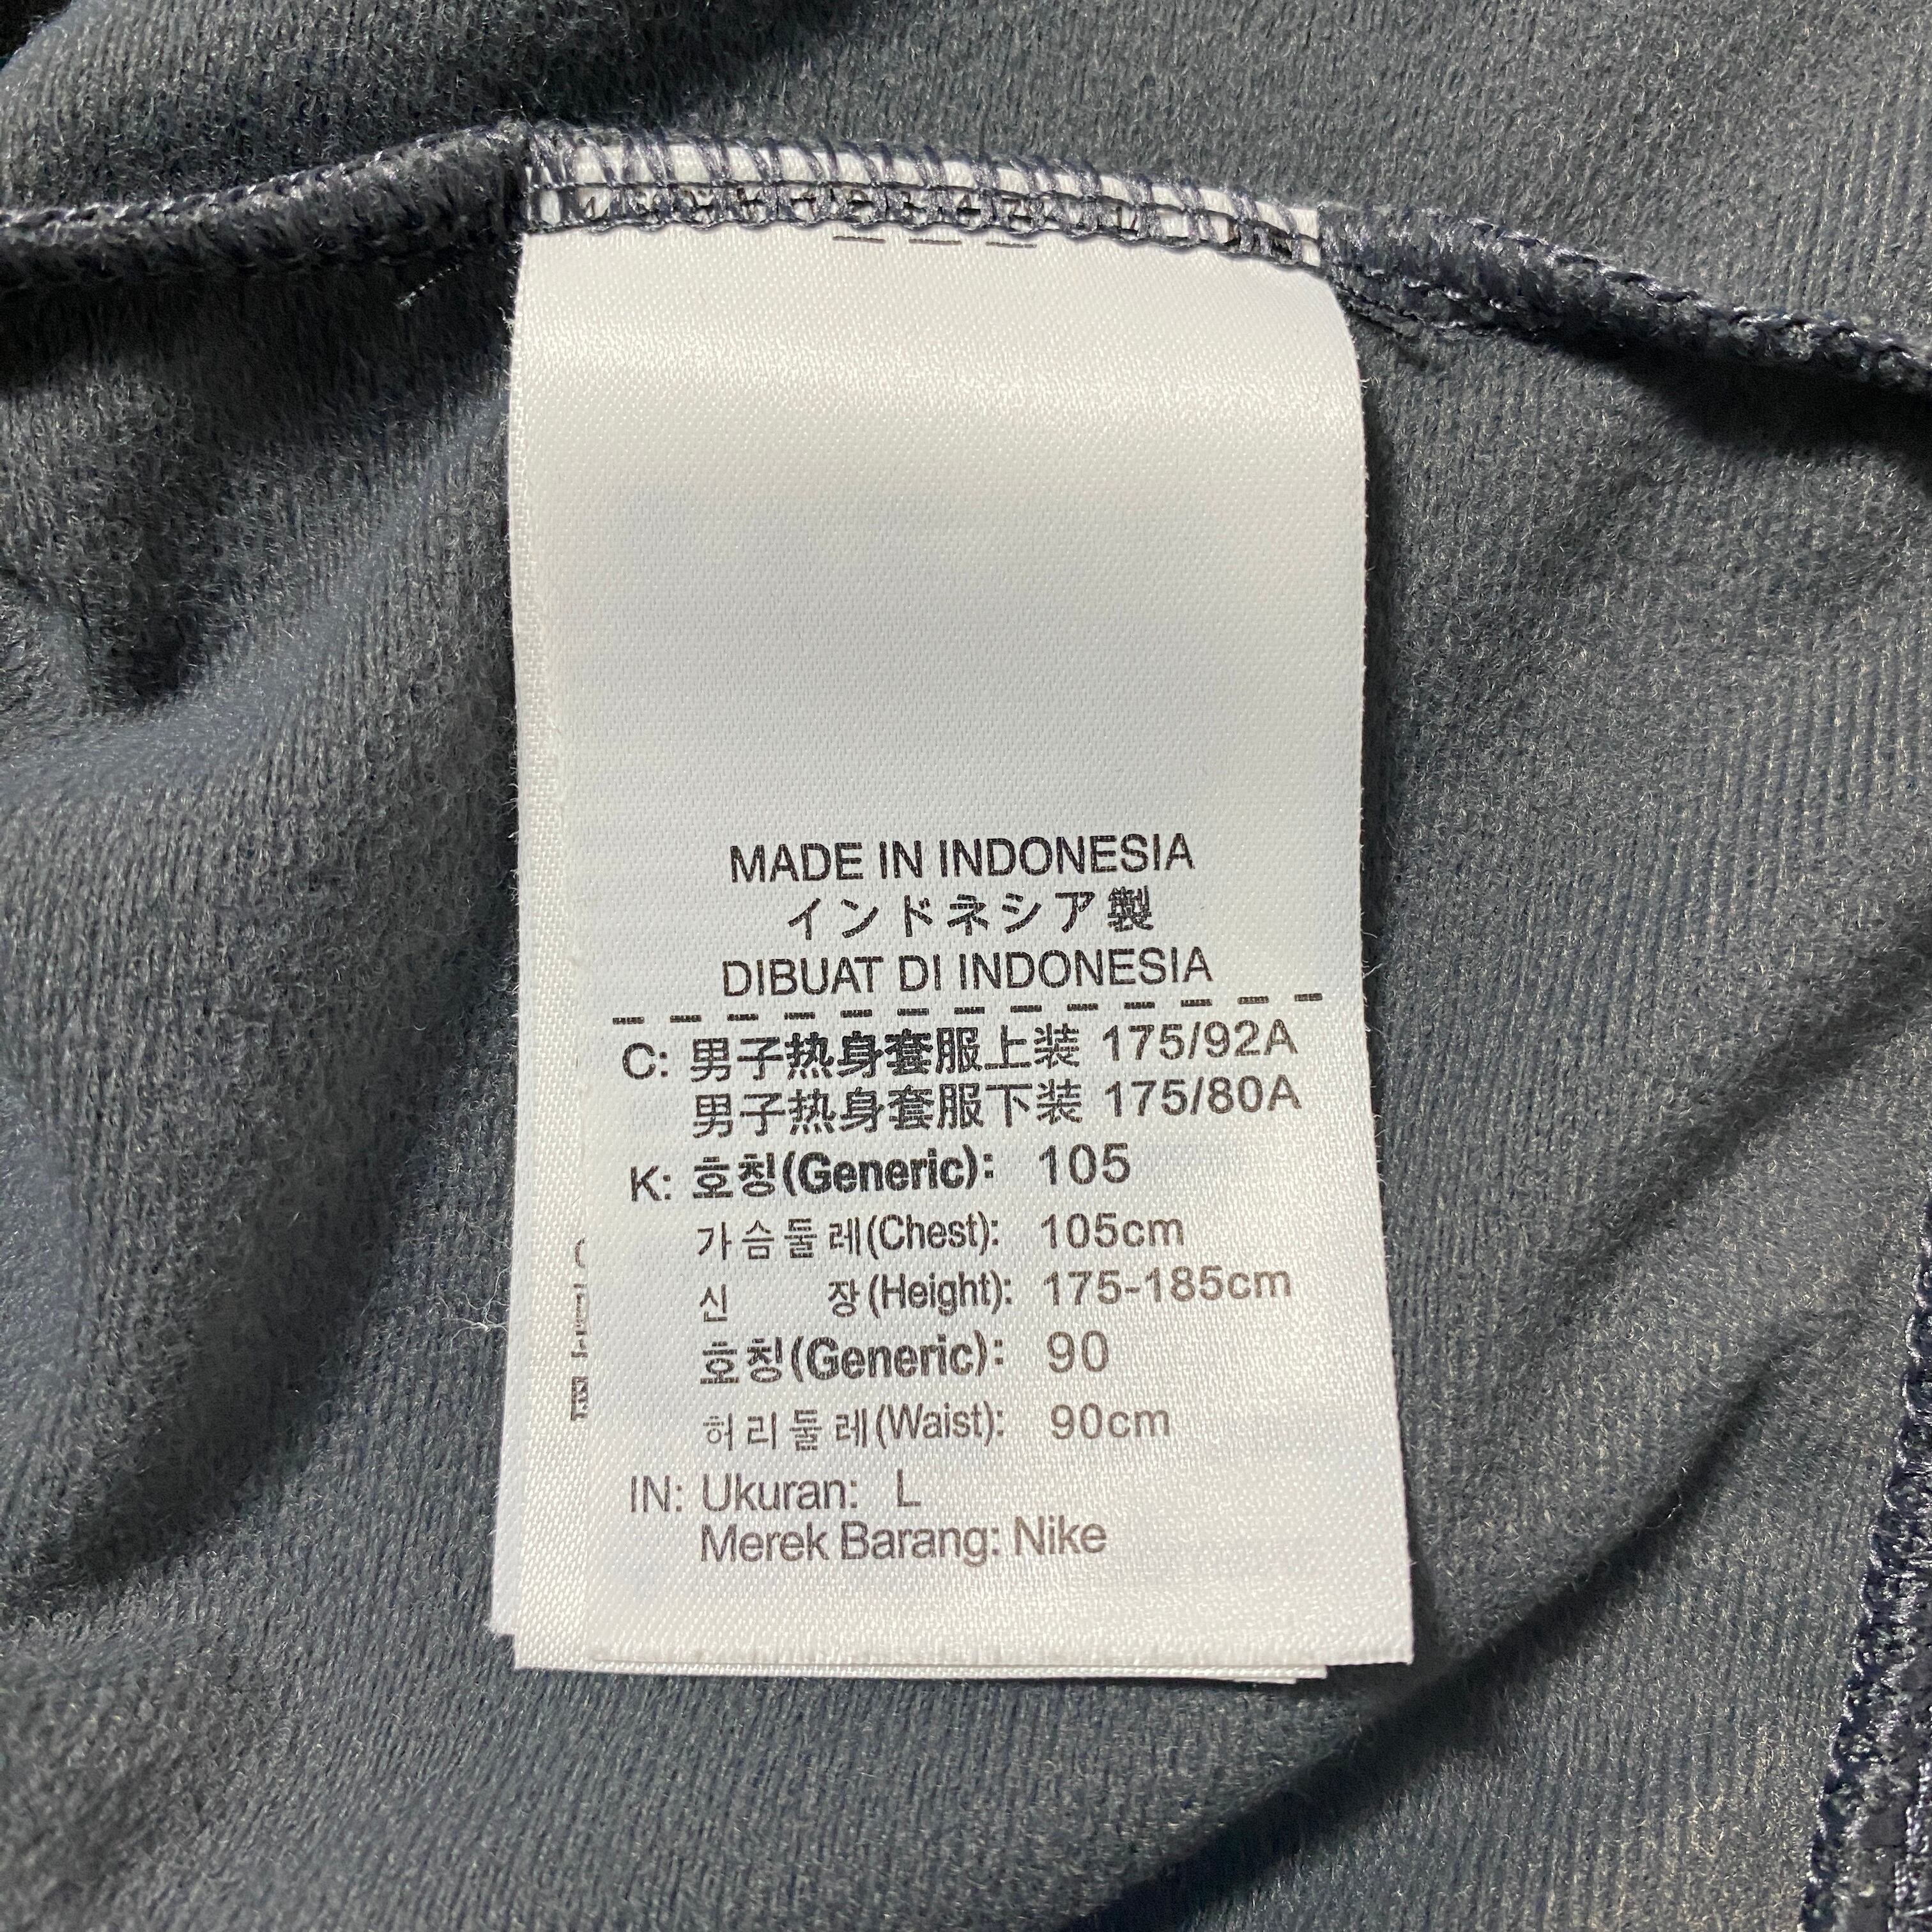 MADE IN INDONESIA
インドネシア製
DIBUAT DI INDONESIA
C: 男子热身套服上装 175/92A
男子热身套服下装 175/80A
K: 호칭(Generic): 105
가슴둘레(Chest): 105cm
신 장(Height): 175-185cm
호칭(Generic): 90
허리둘레(Waist): 90cm
IN: Ukuran: L
Merek Barang: Nike